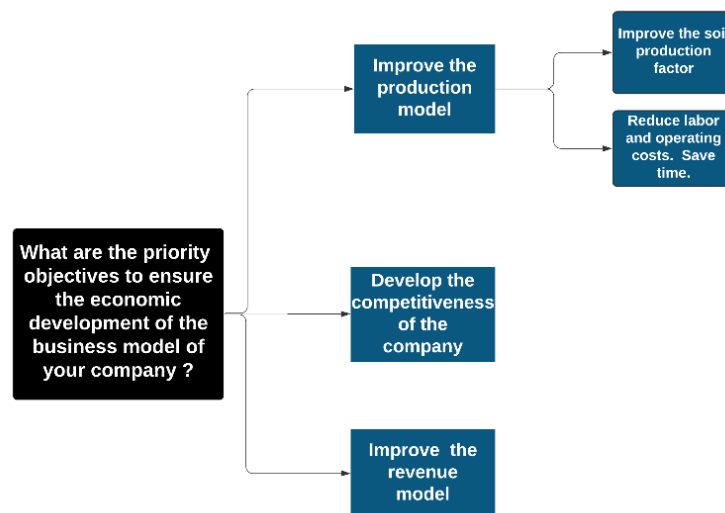 What are the priority
objectives to ensure
the economic
development of the
business model of
your company ?
Improve the
production model
Improve the soil
production
factor
Reduce labor
and operating
costs. Save
time.
Develop the
competitiveness
of the
company
Improve the
revenue
model